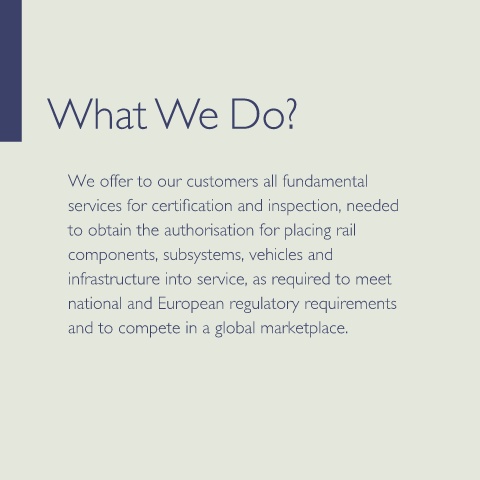 What We Do?
We offer to our customers all fundamental
services for certification and inspection, needed
to obtain the authorisation for placing rail
components, subsystems, vehicles and
infrastructure into service, as required to meet
national and European regulatory requirements
and to compete in a global marketplace.